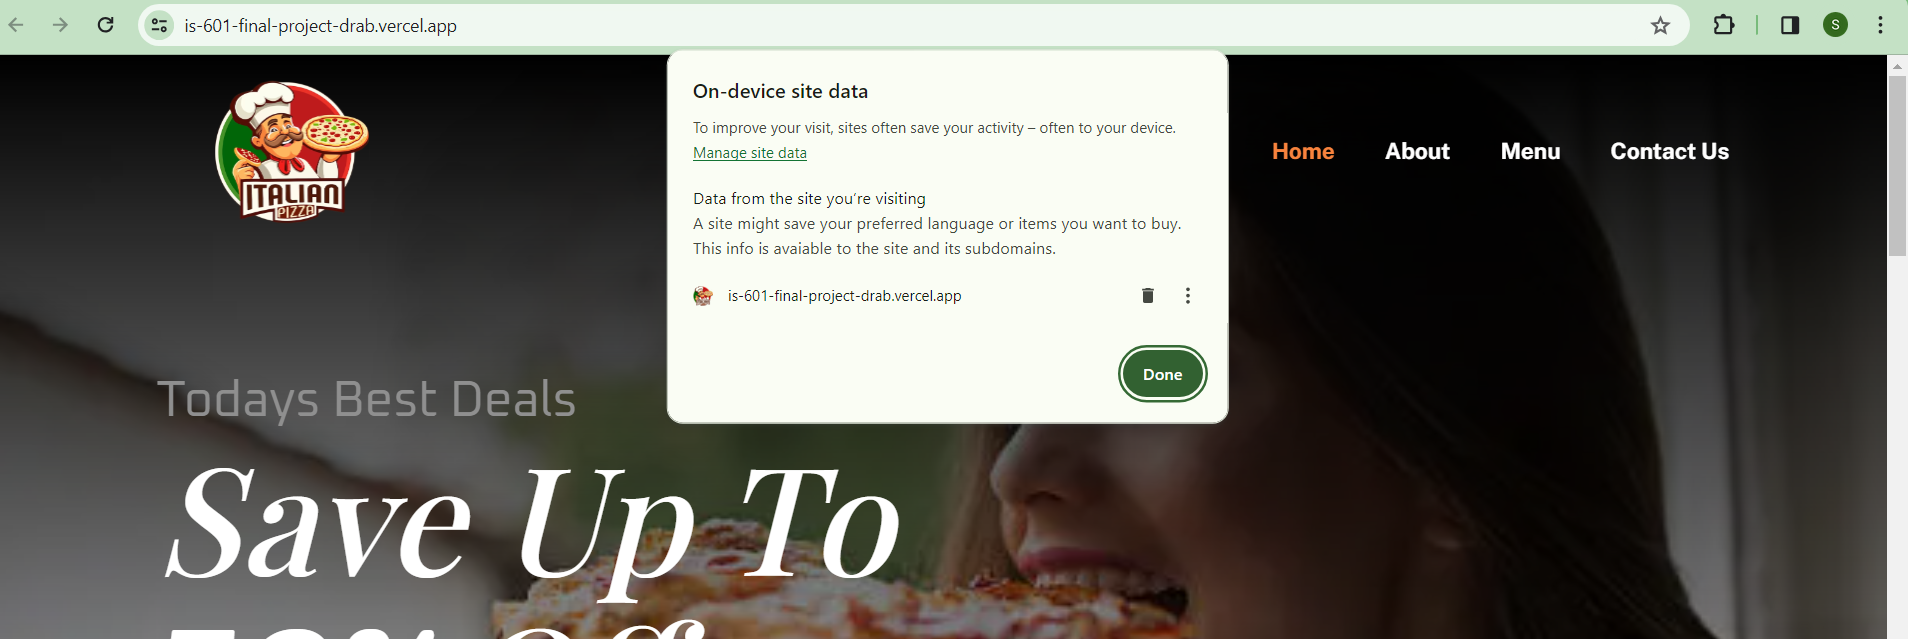 is-601-final-project-drab.vercel.app
S
On-device site data
To improve your visit, sites often save your activity – often to your device.
Manage site data
Data from the site you're visiting
A site might save your preferred language or items you want to buy.
This info is avaiable to the site and its subdomains.
is-601-final-project-drab.vercel.app
Done
ITALIAN
PIZZA
Home About Menu Contact Us
Todays Best Deals
Save Up To